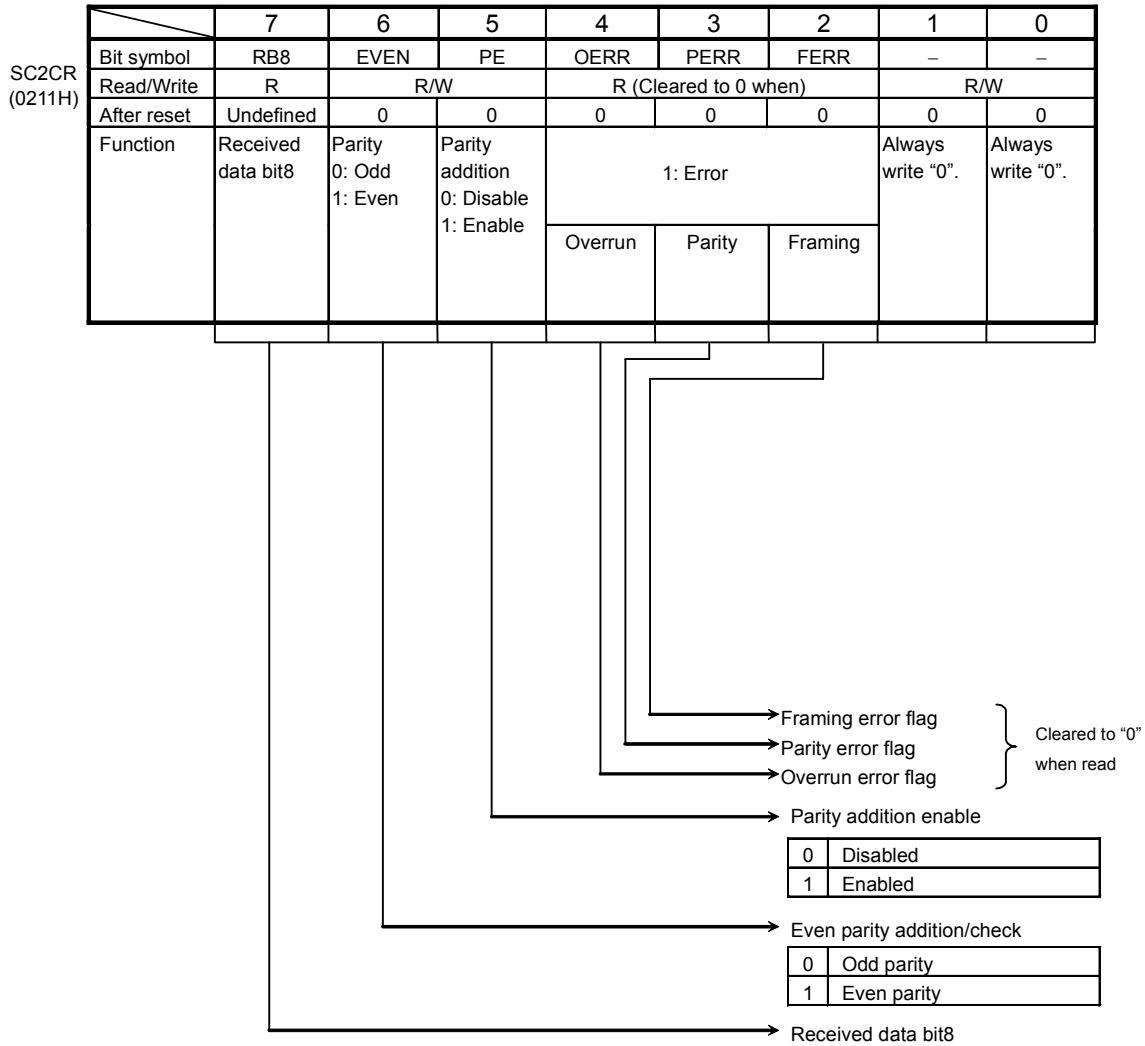 7 6 5 4 3 2 1 0
SC2CR
(0211H)
Bit symbol RB8 EVEN PE OERR PERR FERR – –
Read/Write R R/W R (Cleared to 0 when) R/W
After reset Undefined 0 0 0 0 0 0 0
Function Received Parity Parity Always Always
data bit8 0: Odd addition 1: Error write “0”. write “0”.
1: Even 0: Disable
1: Enable
Overrun Parity Framing
Framing error flag
Parity error flag
Overrun error flag
Cleared to “0”
when read
Parity addition enable
0 Disabled
1 Enabled
Even parity addition/check
0 Odd parity
1 Even parity
Received data bit8